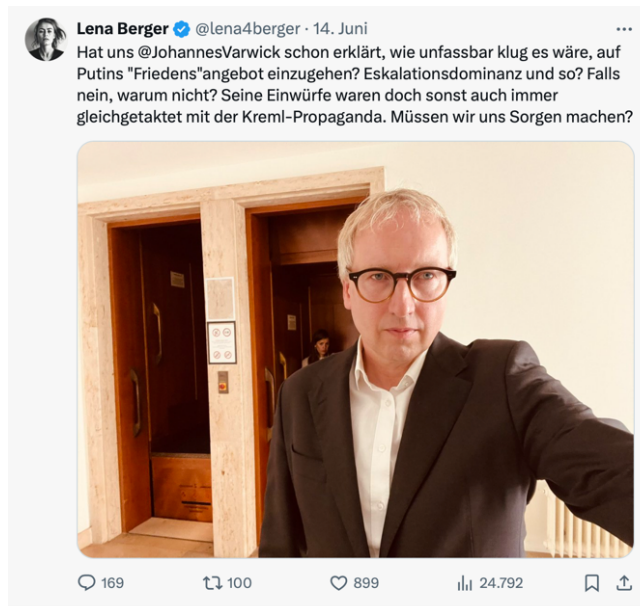 Lena Berger @lena4berger · 14. Juni
Hat uns @JohannesVarwick schon erklärt, wie unfassbar klug es wäre, auf
Putins "Friedens"angebot einzugehen? Eskalationsdominanz und so? Falls
nein, warum nicht? Seine Einwürfe waren doch sonst auch immer
gleichgetaktet mit der Kreml-Propaganda. Müssen wir uns Sorgen machen?
169 100 899 24.792